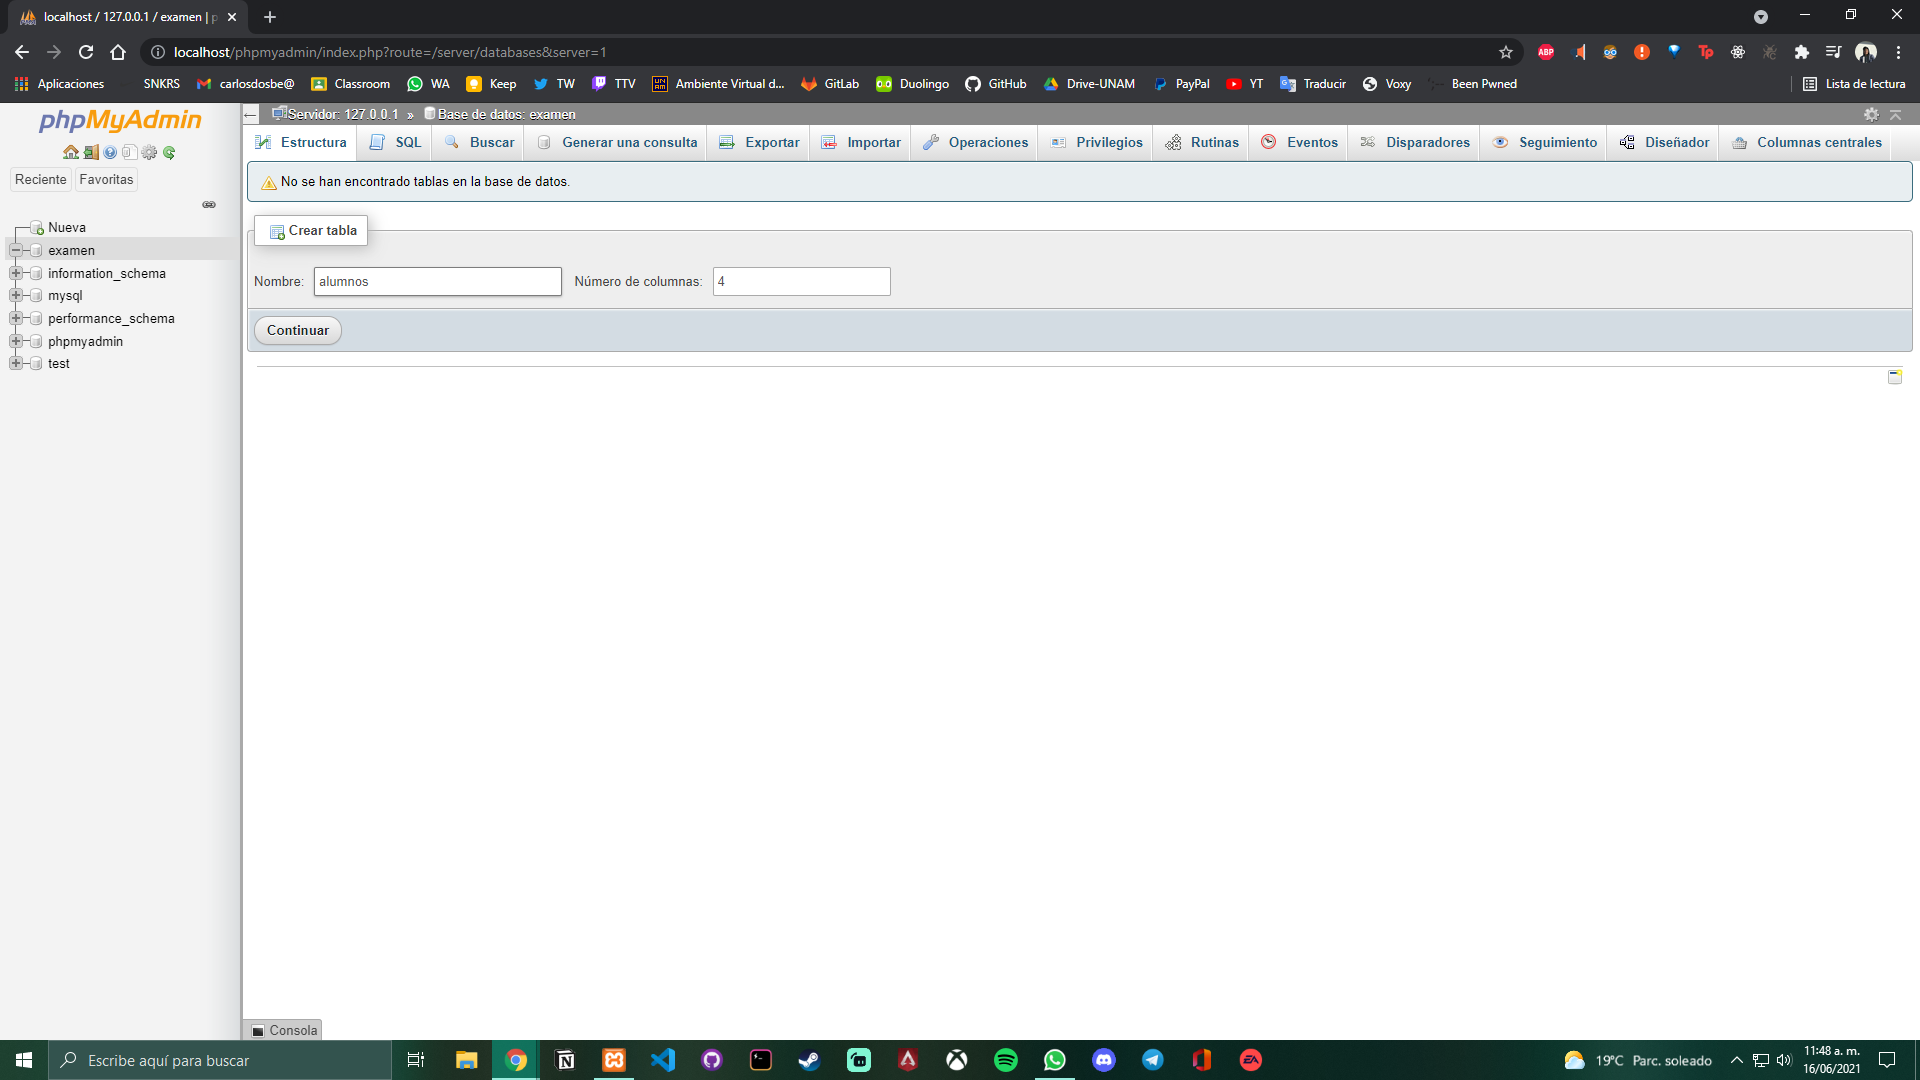 localhost / 127.0.0.1 / examen | p
localhost/phpmyadmin/index.php?route=/server/databases&server=1
ABP
Tp
Aplicaciones
SNKRS
carlosdosbe@
Classroom
WA
Keep
TW
TTV
Ambiente Virtual d...
GitLab
Duolingo
GitHub
Drive-UNAM
PayPal
YT
Traducir
Voxy
Been Pwned
Lista de lectura
phpMyAdmin
Reciente
Favoritas
Nueva
examen
information_schema
mysql
performance_schema
phpmyadmin
test
Servidor: 127.0.0.1 » Base de datos: examen
Estructura
SQL
Buscar
Generar una consulta
Exportar
Importar
Operaciones
Privilegios
Rutinas
Eventos
Disparadores
Seguimiento
Diseñador
Columnas centrales
No se han encontrado tablas en la base de datos.
Crear tabla
Nombre: alumnos Número de columnas: 4
Continuar
Consola
Escribe aquí para buscar
EA
19°C Parc. soleado
11:48 a. m.
16/06/2021